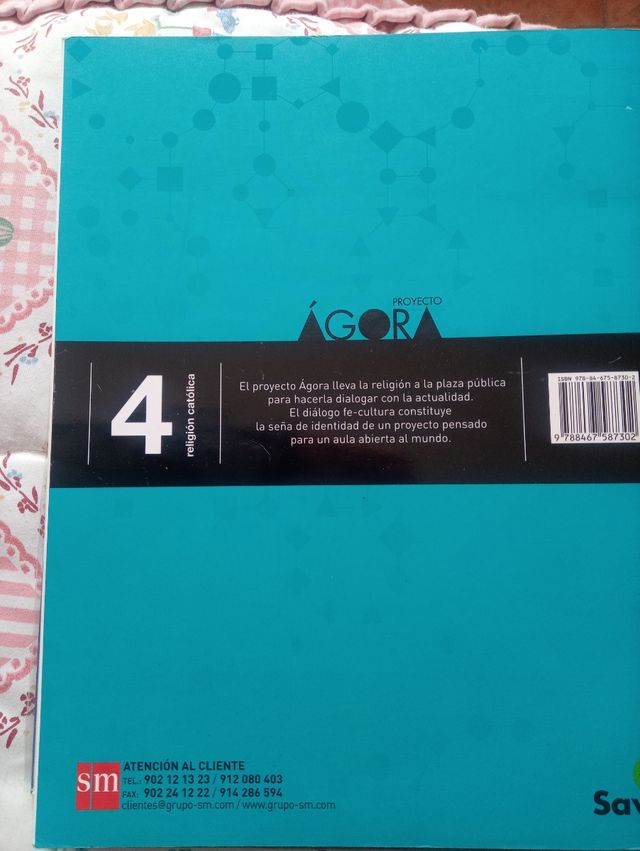 PROYECTO
ÁGORA
4
religión católica
El proyecto Ágora lleva la religión a la plaza pública
para hacerla dialogar con la actualidad.
El diálogo fe-cultura constituye
la seña de identidad de un proyecto pensado
para un aula abierta al mundo.
ISBN 978-84-675-8730-2
9 788467 587302
sm
ATENCIÓN AL CLIENTE
TEL.: 902 12 13 23 / 912 080 403
FAX: 902 24 12 22 / 914 286 594
clientes@grupo-sm.com / www.grupo-sm.com